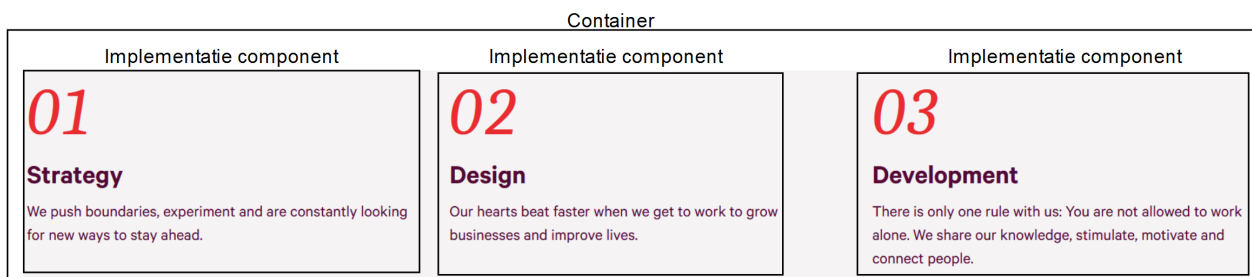 Container
Implementatie component
Implementatie component
Implementatie component
01
Strategy
We push boundaries, experiment and are constantly looking
for new ways to stay ahead.
02
Design
Our hearts beat faster when we get to work to grow
businesses and improve lives.
03
Development
There is only one rule with us: You are not allowed to work
alone. We share our knowledge, stimulate, motivate and
connect people.